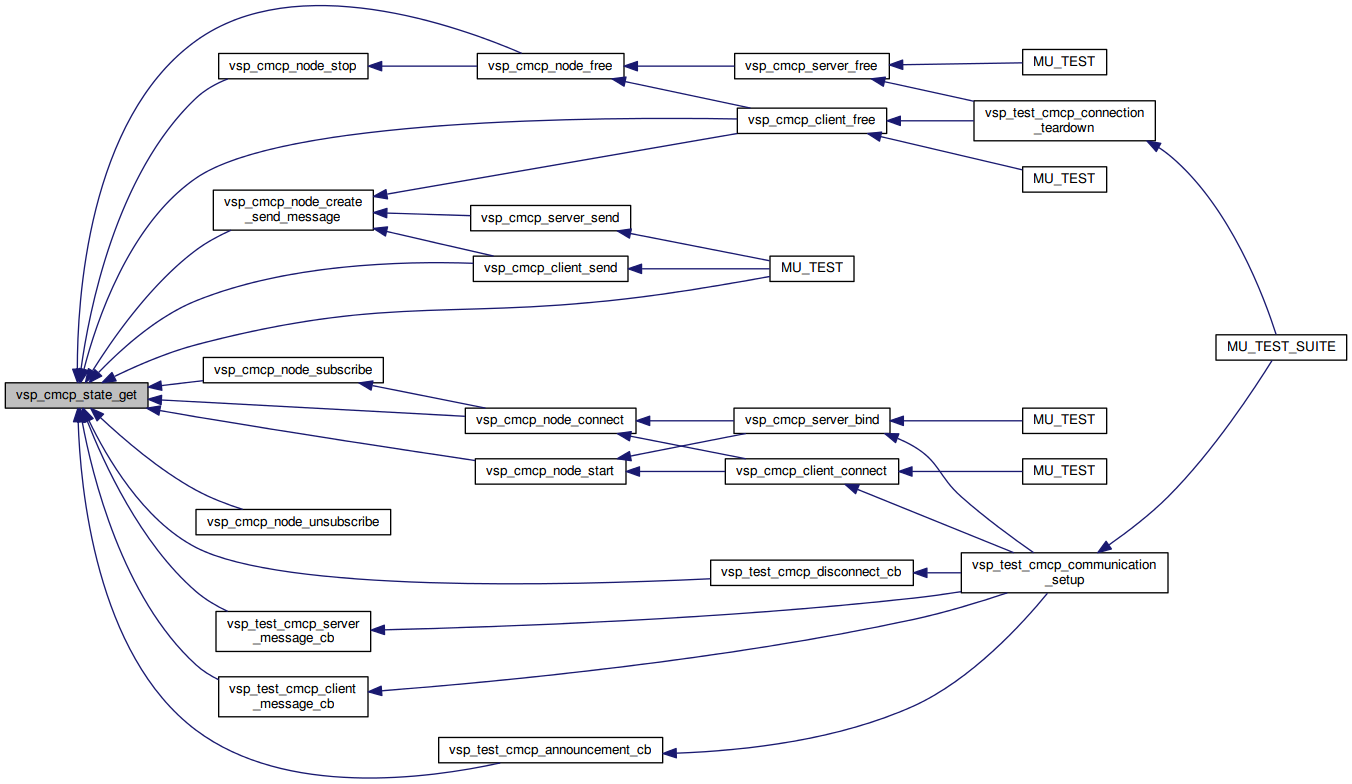 vsp_cmcp_node_stop
vsp_cmcp_node_free
vsp_cmcp_server_free
MU_TEST
vsp_test_cmcp_connection
_teardown
vsp_cmcp_client_free
MU_TEST
vsp_cmcp_node_create
_send_message
vsp_cmcp_server_send
vsp_cmcp_client_send
MU_TEST
MU_TEST_SUITE
vsp_cmcp_node_subscribe
vsp_cmcp_state_get
vsp_cmcp_node_connect
vsp_cmcp_server_bind
MU_TEST
vsp_cmcp_node_start
vsp_cmcp_client_connect
MU_TEST
vsp_cmcp_node_unsubscribe
vsp_test_cmcp_disconnect_cb
vsp_test_cmcp_communication
_setup
vsp_test_cmcp_server
_message_cb
vsp_test_cmcp_client
_message_cb
vsp_test_cmcp_announcement_cb